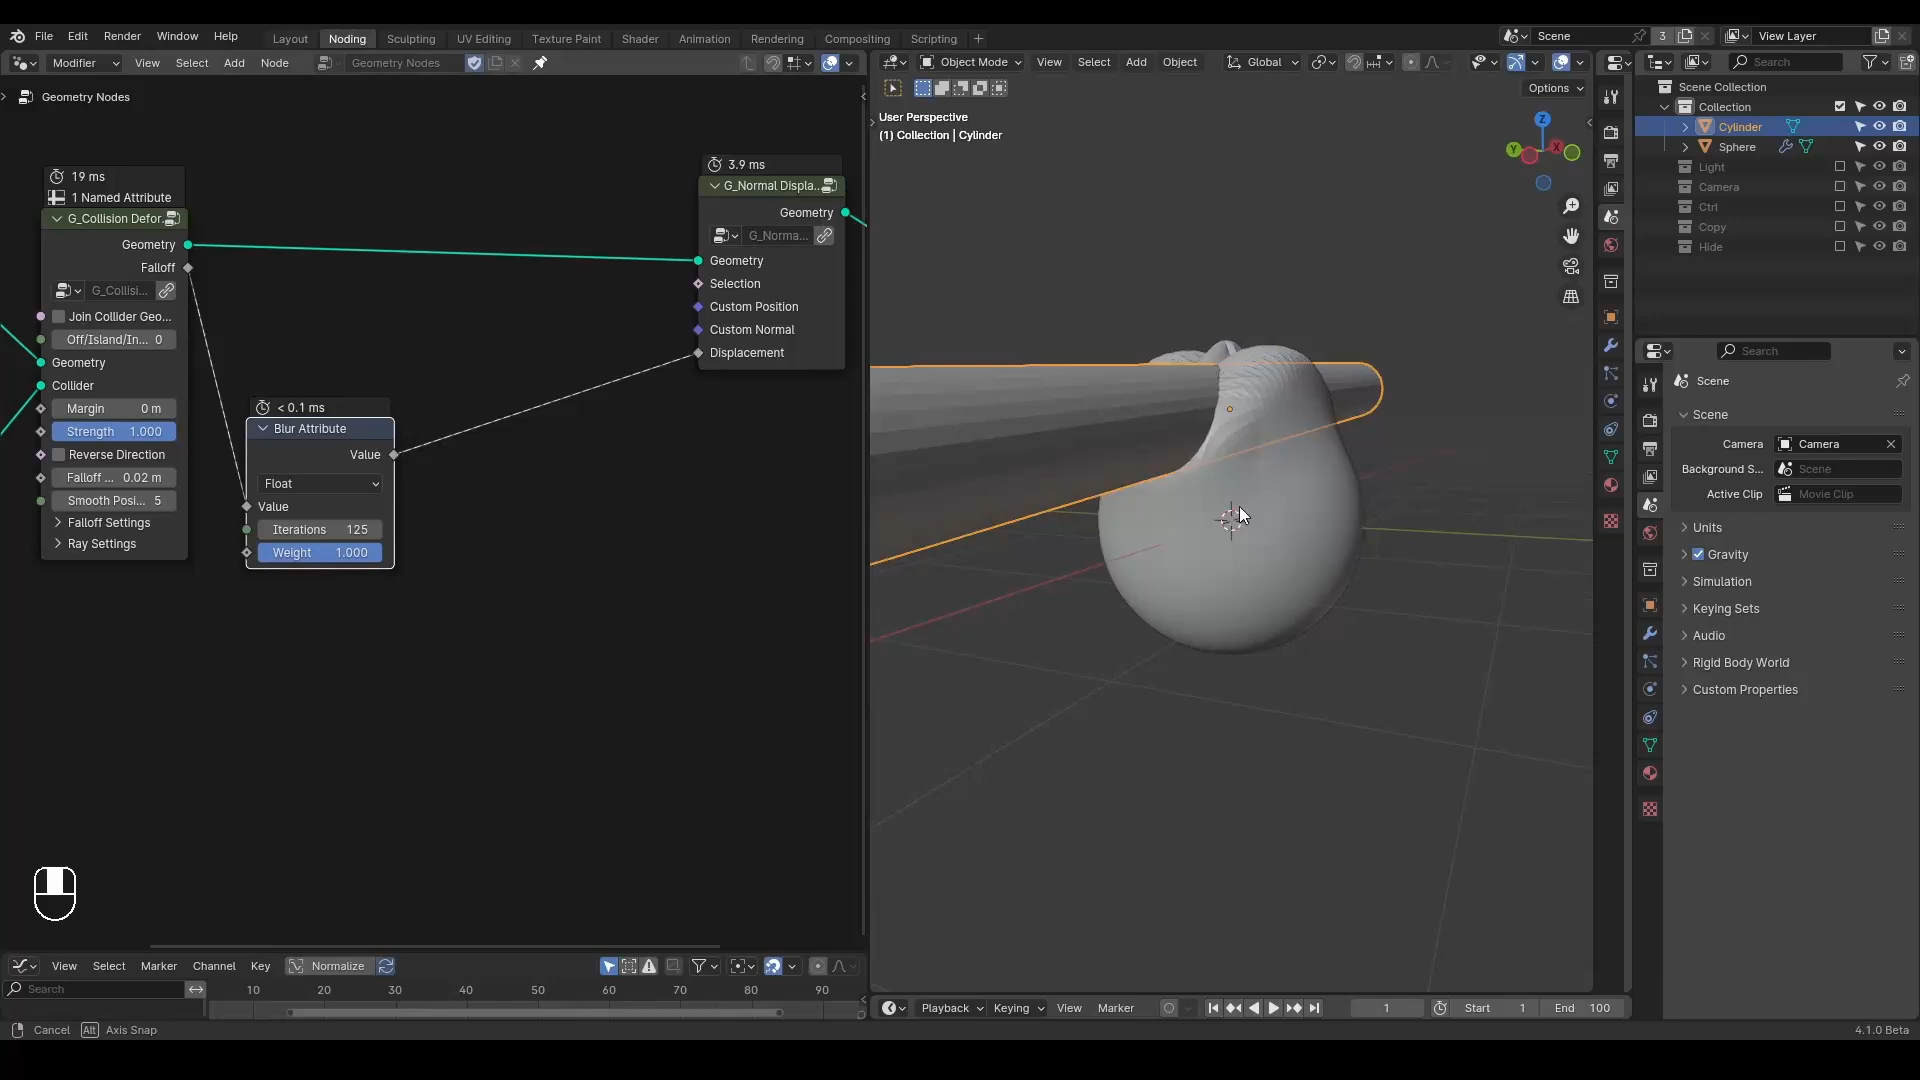 File Edit Render Window Help Layout Noding Sculpting UV Editing Texture Paint Shader Animation Rendering Compositing Scripting + Scene 3 View Layer
Modifier View Select Add Node Geometry Nodes
Object Mode View Select Add Object Global
Search
Geometry Nodes
Options
User Perspective
(1) Collection | Cylinder
Z
Y
X
Scene Collection
Collection
Cylinder
Sphere
Light
Camera
Ctrl
Copy
Hide
19 ms
1 Named Attribute
G_Collision Defor...
Geometry
Falloff
G_Collisi...
Join Collider Geo...
Off/Island/In... 0
Geometry
Collider
Margin 0 m
Strength 1.000
Reverse Direction
Falloff ... 0.02 m
Smooth Posi... 5
Falloff Settings
Ray Settings
< 0.1 ms
Blur Attribute
Value
Float
Value
Iterations 125
Weight 1.000
3.9 ms
G_Normal Displa...
Geometry
G_Norma...
Geometry
Selection
Custom Position
Custom Normal
Displacement
Search
Scene
Scene
Camera Camera
Background S... Scene
Active Clip Movie Clip
Units
Gravity
Simulation
Keying Sets
Audio
Rigid Body World
Custom Properties
View Select Marker Channel Key Normalize
Search
10 20 30 40 50 60 70 80 90
Playback Keying View Marker 1 Start 1 End 100
Cancel Alt Axis Snap
4.1.0 Beta